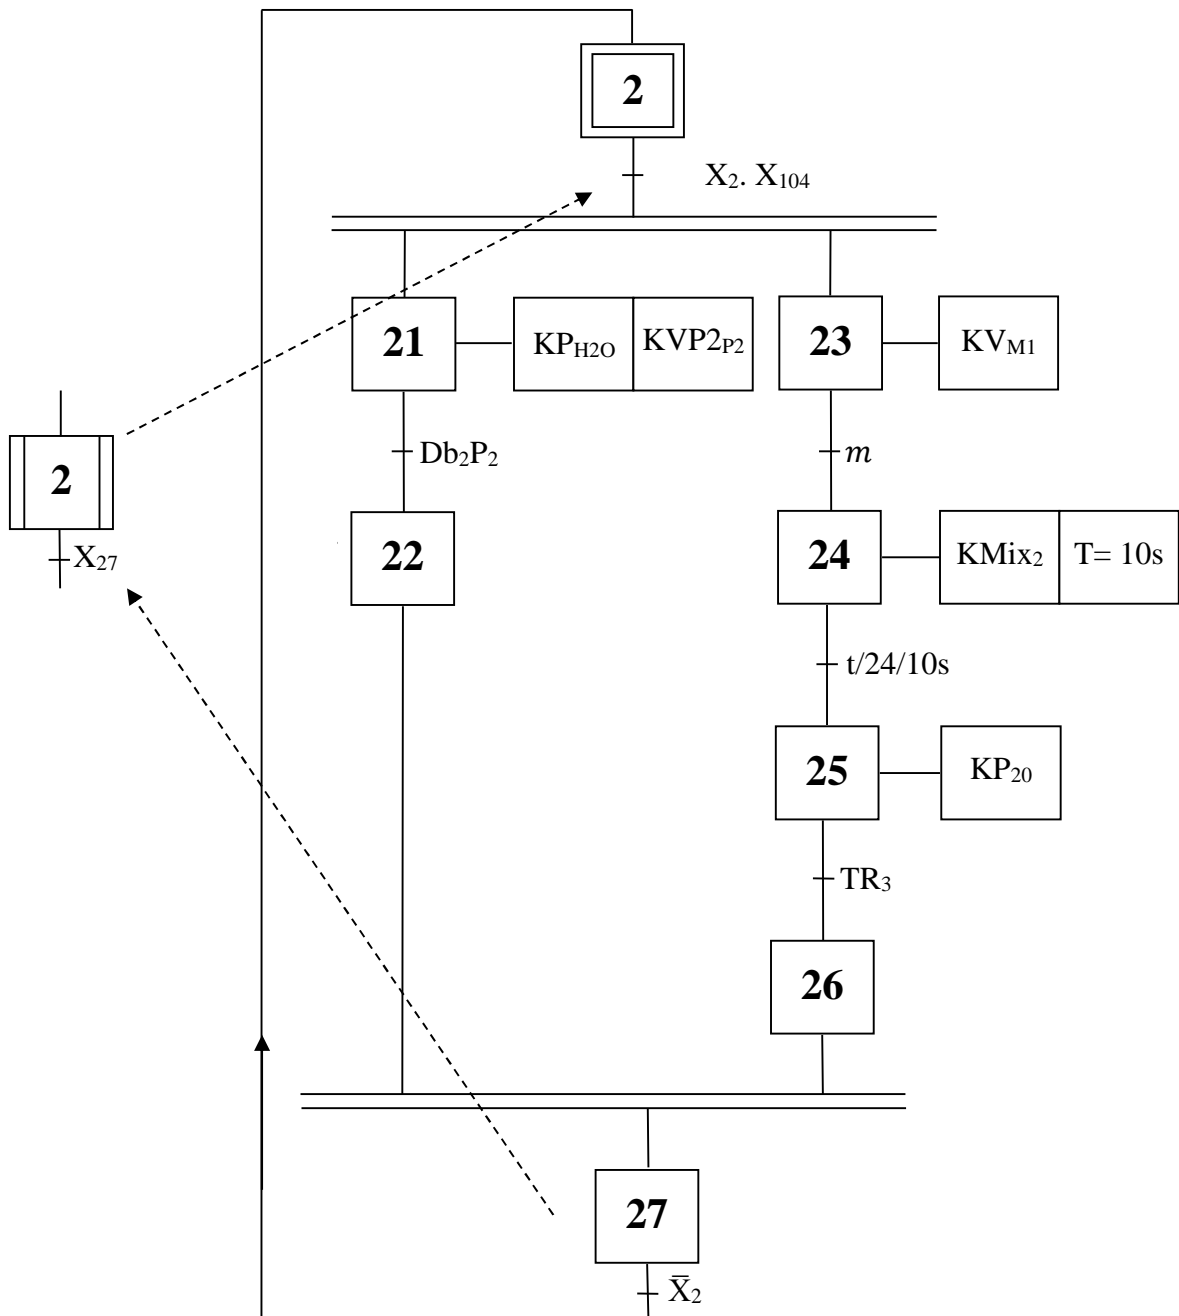 2
X₂. X₁₀₄
21
KP_H2O
KVP2_P2
23
KV_M1
2
X₂₇
Db₂P₂
m
22
24
KMix₂
T= 10s
t/24/10s
25
KP₂₀
TR₃
26
27
X̅₂